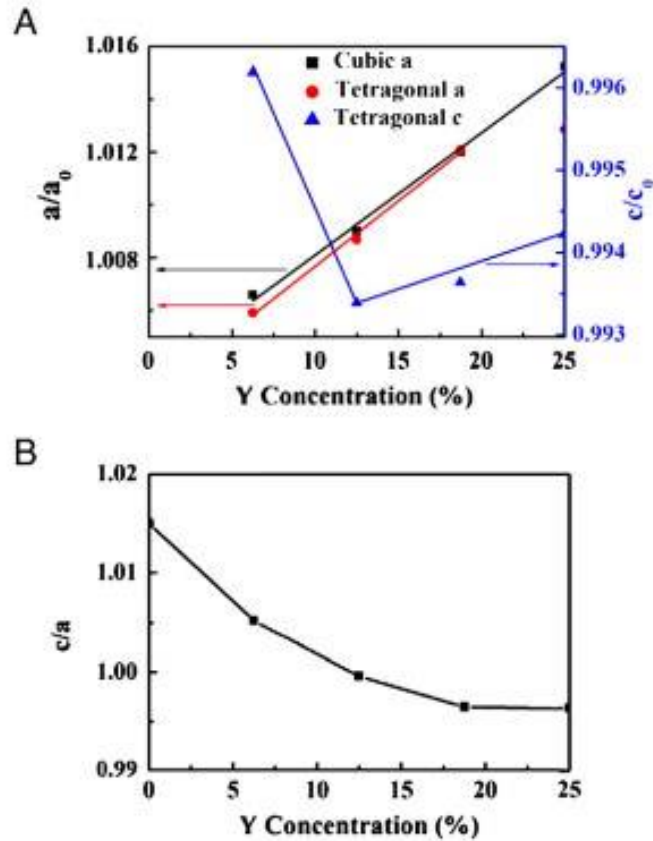 A
1.016
1.012
1.008
a/a0
Cubic a
Tetragonal a
Tetragonal c
0.996
0.995
0.994
0.993
c/c0
0 5 10 15 20 25
Y Concentration (%)
B
1.02
1.01
1.00
0.99
c/a
0 5 10 15 20 25
Y Concentration (%)